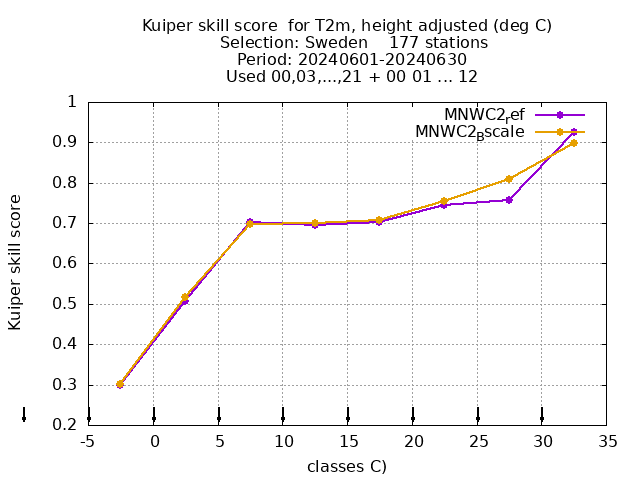 Kuiper skill score  for T2m, height adjusted (deg C)
Selection: Sweden    177 stations
Period: 20240601-20240630
Used 00,03,...,21 + 00 01 ... 12
MNWC2ref
MNWC2Bscale
1
0.9
0.8
0.7
0.6
0.5
0.4
0.3
0.2
Kuiper skill score
-5 0 5 10 15 20 25 30 35
classes C)